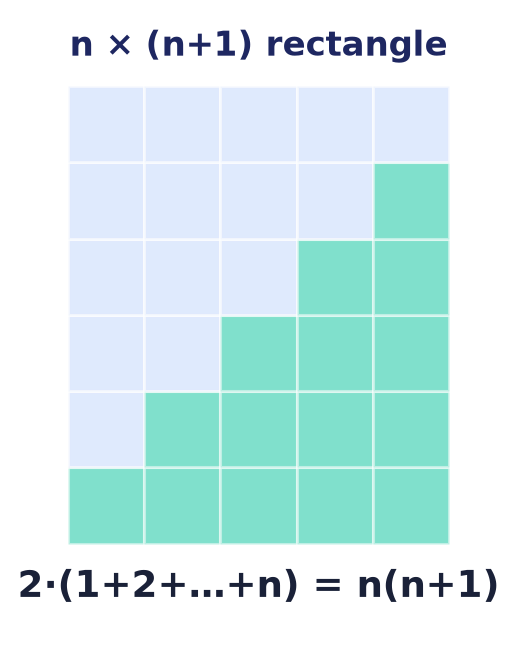 n × (n+1) rectangle
2·(1+2+…+n) = n(n+1)